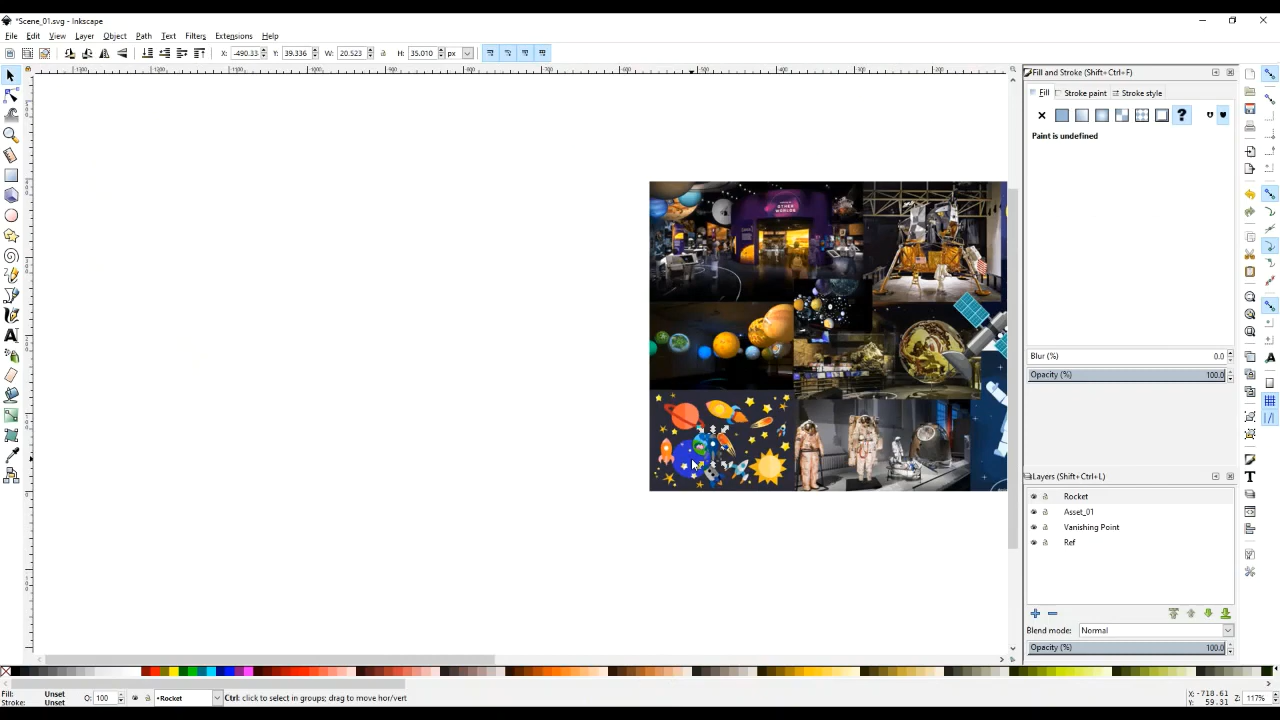 *Scene_01.svg - Inkscape
File Edit View Layer Object Path Text Filters Extensions Help
X: -490.33 Y: 39.336 W: 20.523 H: 35.010 px
Fill and Stroke (Shift+Ctrl+F)
Fill Stroke paint Stroke style
?
Paint is undefined
OTHER WORLDS
Blur (%) 0.0
Opacity (%) 100.0
Layers (Shift+Ctrl+L)
Rocket
Asset_01
Vanishing Point
Ref
Blend mode: Normal
Opacity (%) 100.0
Fill: Unset
Stroke: Unset
O: 100
•Rocket
Ctrl: click to select in groups; drag to move hor/vert
X: -718.61
Y: 59.31
Z: 117%